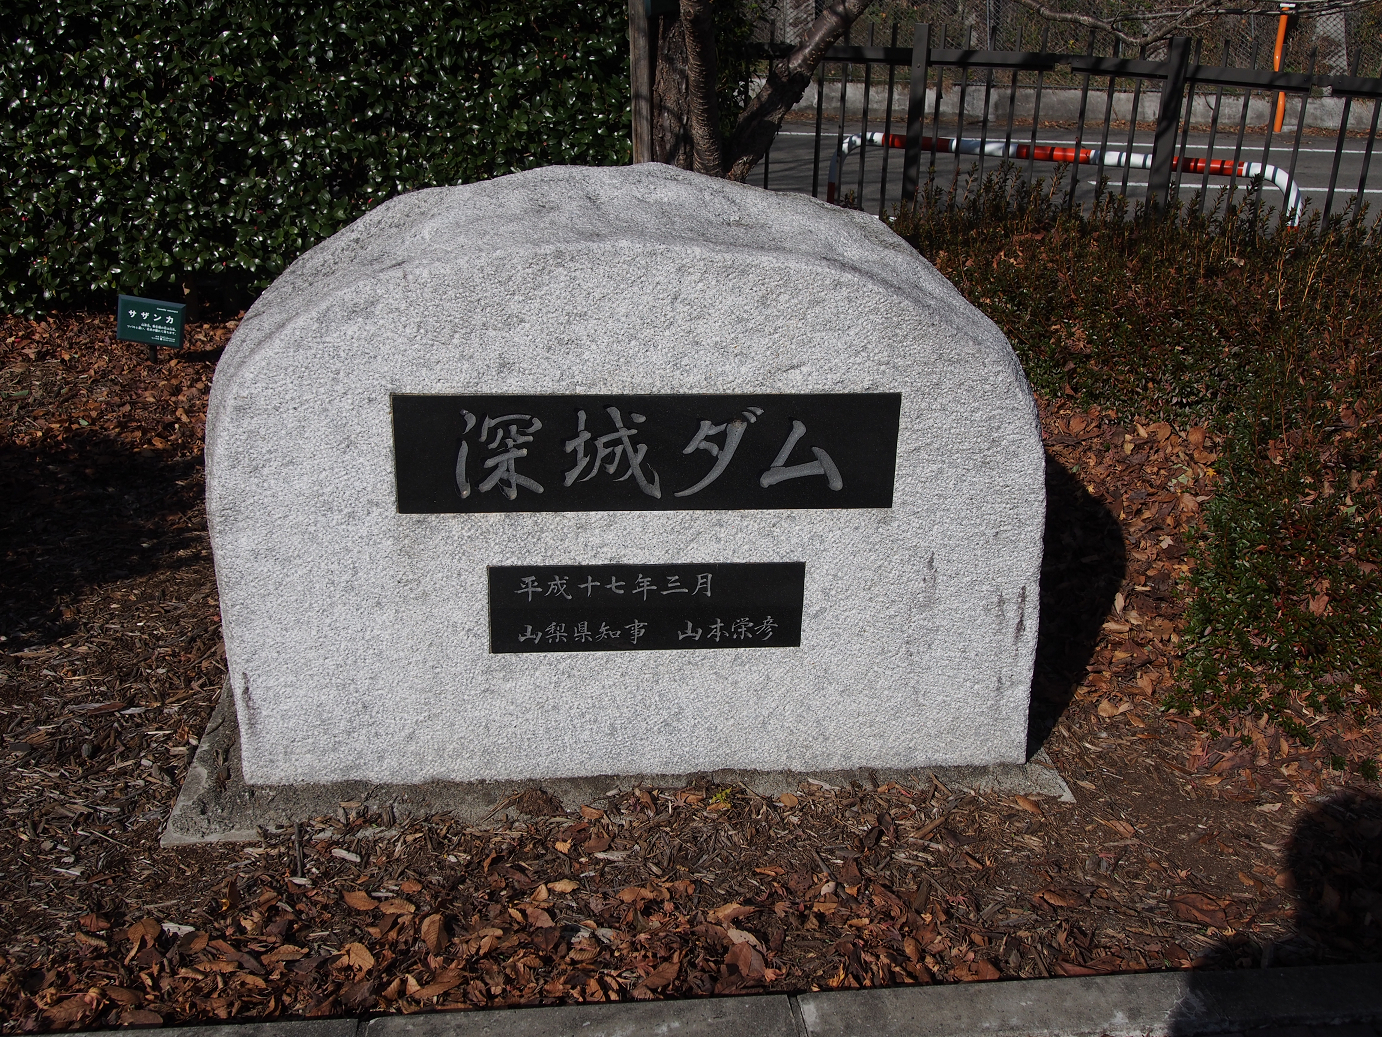 サザンカ
深城ダム
平成十七年三月
山梨県知事 山本栄彦